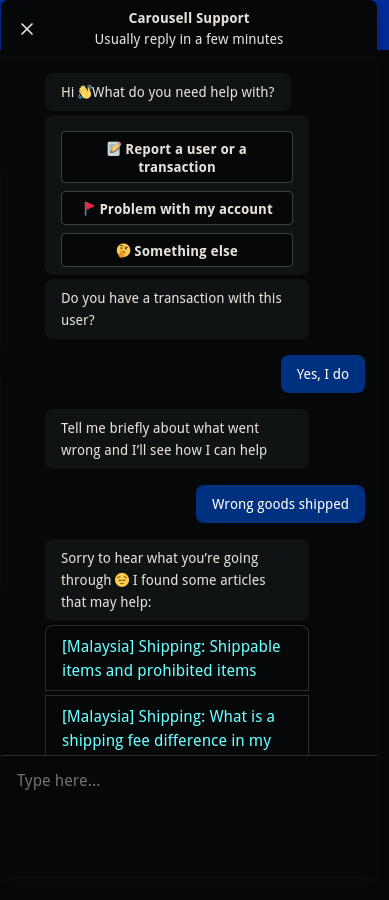 Carousell Support
Usually reply in a few minutes
Hi 👋What do you need help with?
📝 Report a user or a
transaction
🚩 Problem with my account
🤔 Something else
Do you have a transaction with this
user?
Yes, I do
Tell me briefly about what went
wrong and I’ll see how I can help
Wrong goods shipped
Sorry to hear what you’re going
through 😔 I found some articles
that may help:
[Malaysia] Shipping: Shippable
items and prohibited items
[Malaysia] Shipping: What is a
shipping fee difference in my
Type here...